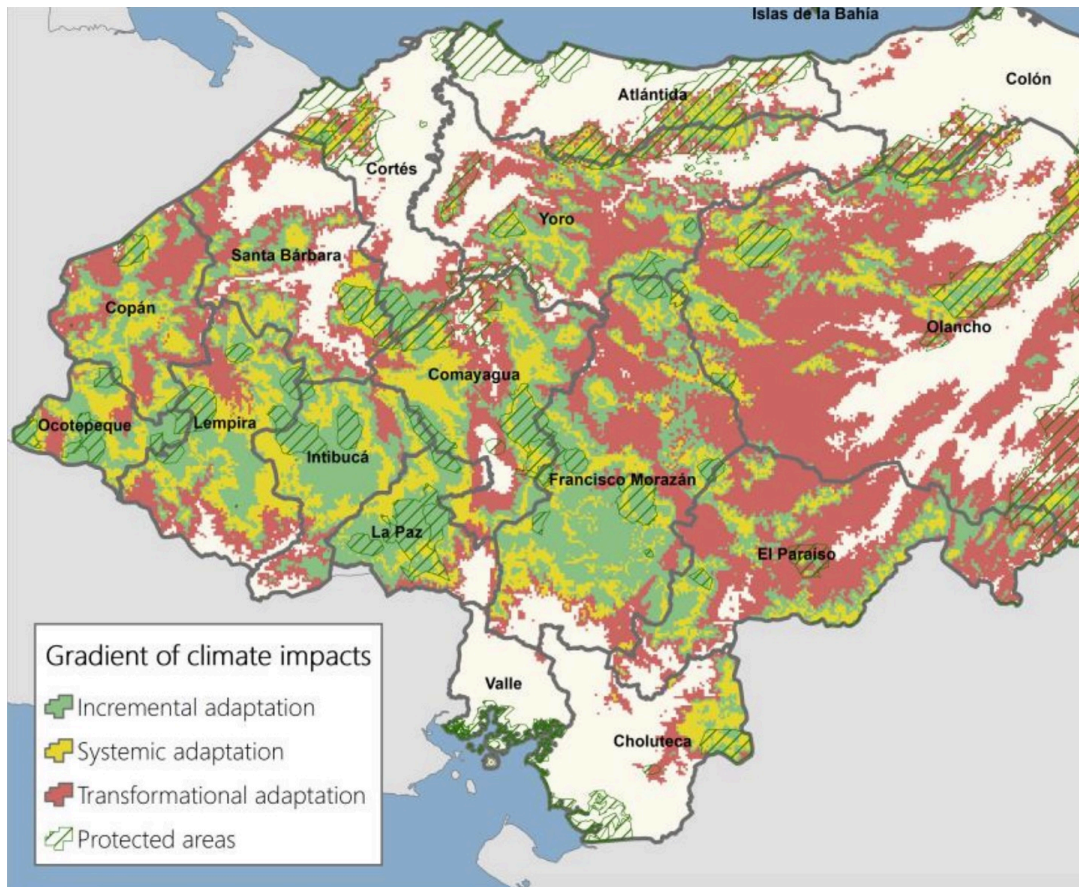 Islas de la Bahía
Colón
Atlántida
Cortés
Yoro
Santa Bárbara
Copán
Olancho
Comayagua
Ocotepeque
Lempira
Intibucá
Francisco Morazán
La Paz
El Paraiso
Valle
Choluteca
Gradient of climate impacts
Incremental adaptation
Systemic adaptation
Transformational adaptation
Protected areas